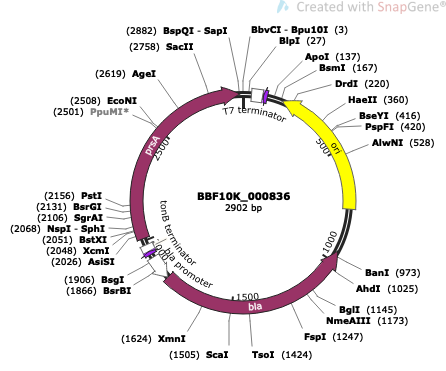 Created with SnapGene®
(2882) BspQI - SapI
(2758) SacII
(2619) AgeI
(2508) EcoNI
(2501) PpuMI*
(2156) PstI
(2131) BsrGI
(2106) SgrAI
(2068) NspI - SphI
(2051) BstXI
(2048) XcmI
(2026) AsiSI
(1906) BsgI
(1866) BsrBI
(1624) XmnI
(1505) ScaI
BbvCI - Bpu10I (3)
BlpI (27)
ApoI (137)
BsmI (167)
DrdI (220)
HaeII (360)
BseYI (416)
PspFI (420)
AlwNI (528)
BanI (973)
AhdI (1025)
BglI (1145)
NmeAIII (1173)
FspI (1247)
TsoI (1424)
T7 terminator
ori
500
1000
1500
2500
prsA
tonB terminator
bla promoter
bla
BBF10K_000836
2902 bp